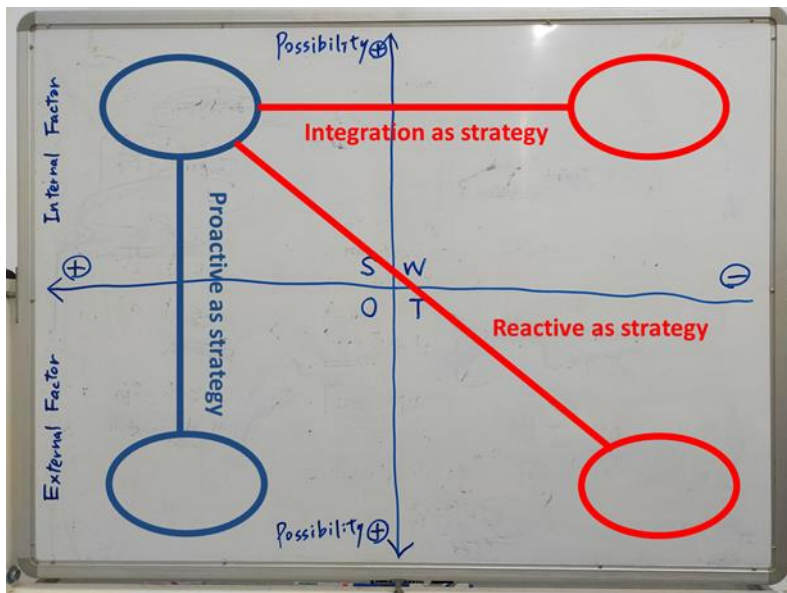 Possibility ⊕
Internal Factor
Integration as strategy
Proactive as strategy
⊕
S W
⊖
O T
Reactive as strategy
External Factor
Possibility ⊕